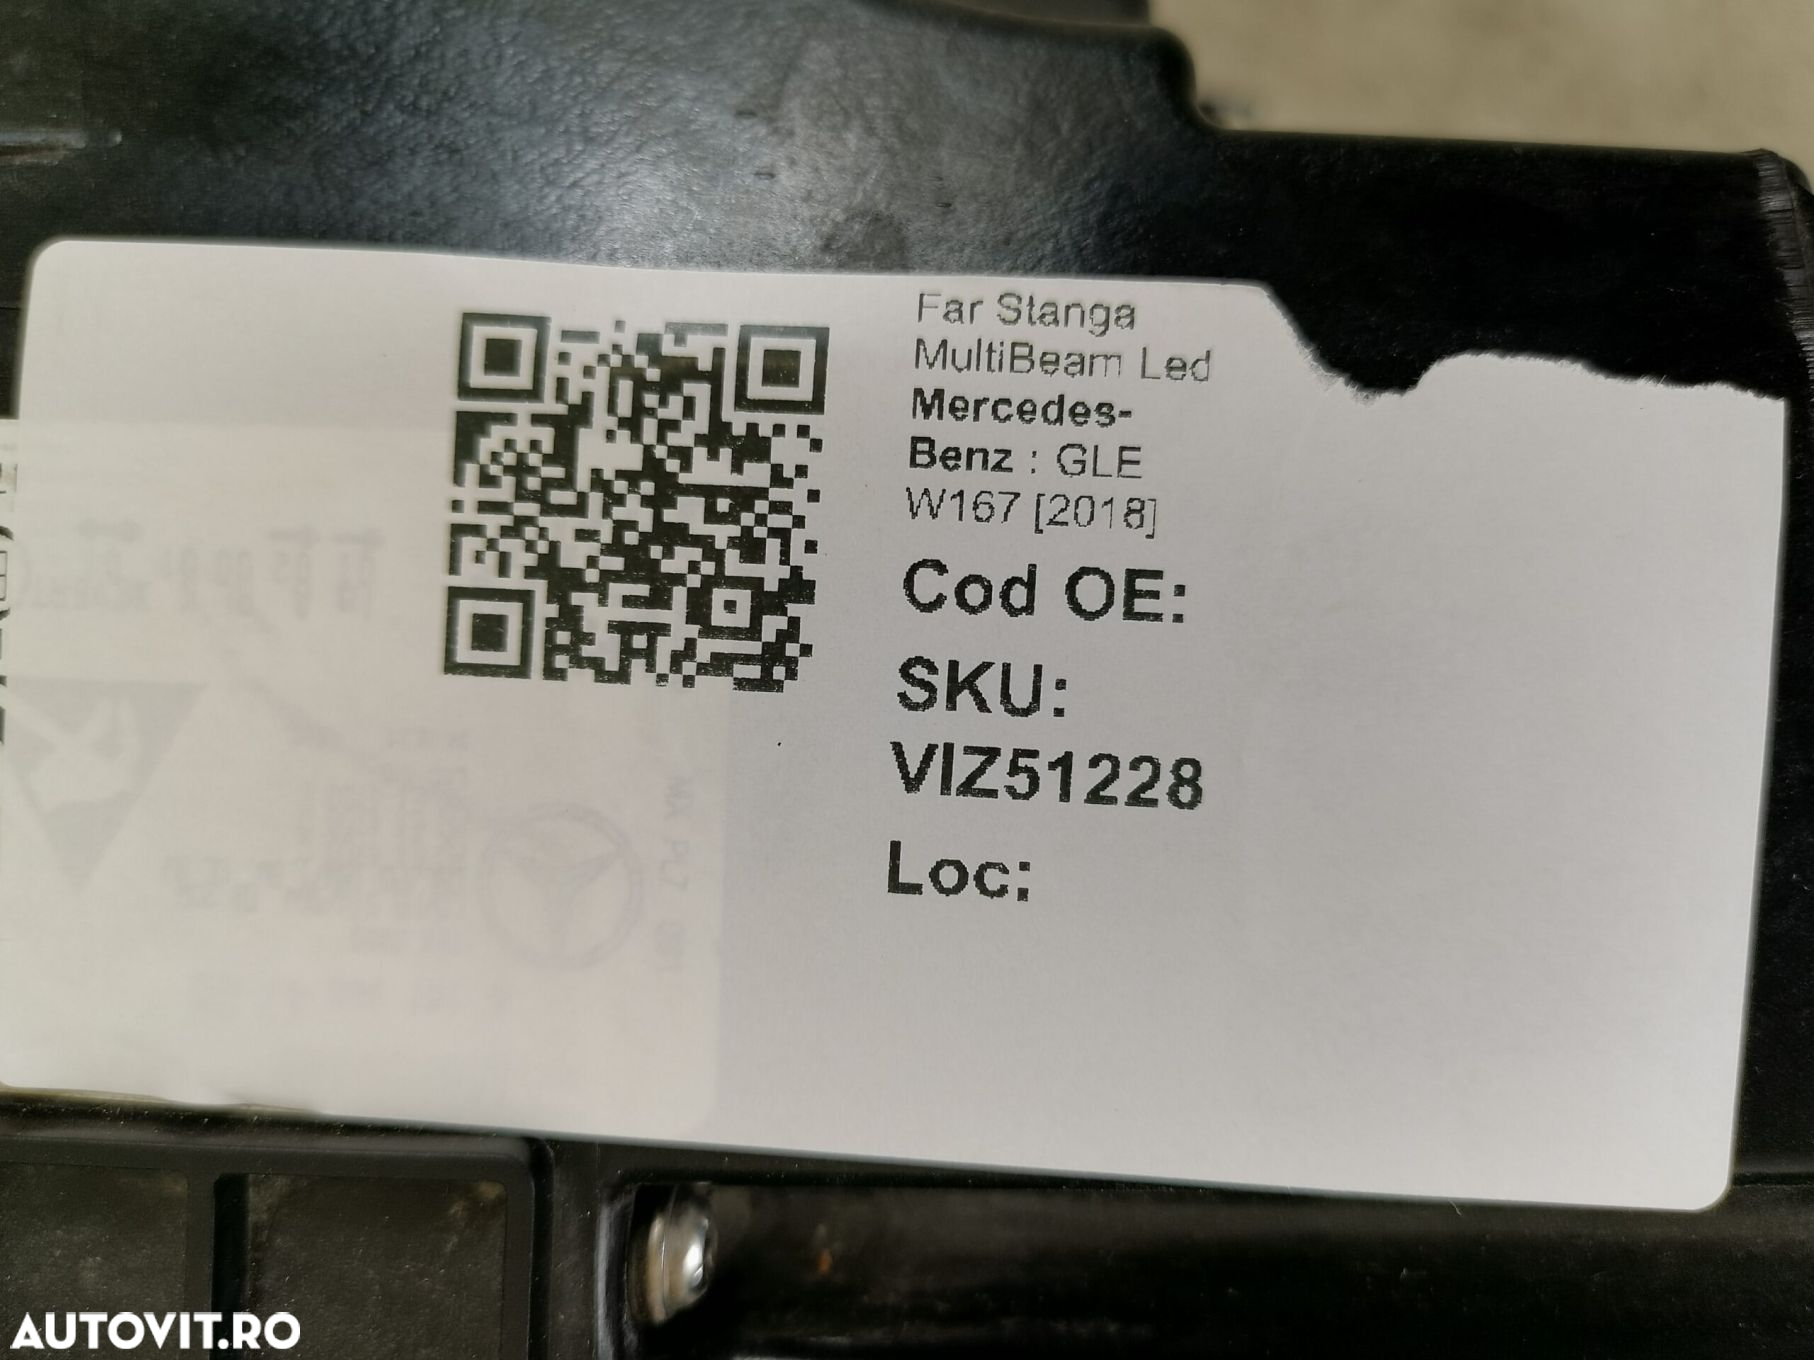 Far Stanga
MultiBeam Led
Mercedes-
Benz : GLE
W167 [2018]
Cod OE:
SKU:
VIZ51228
Loc:
AUTOVIT.RO